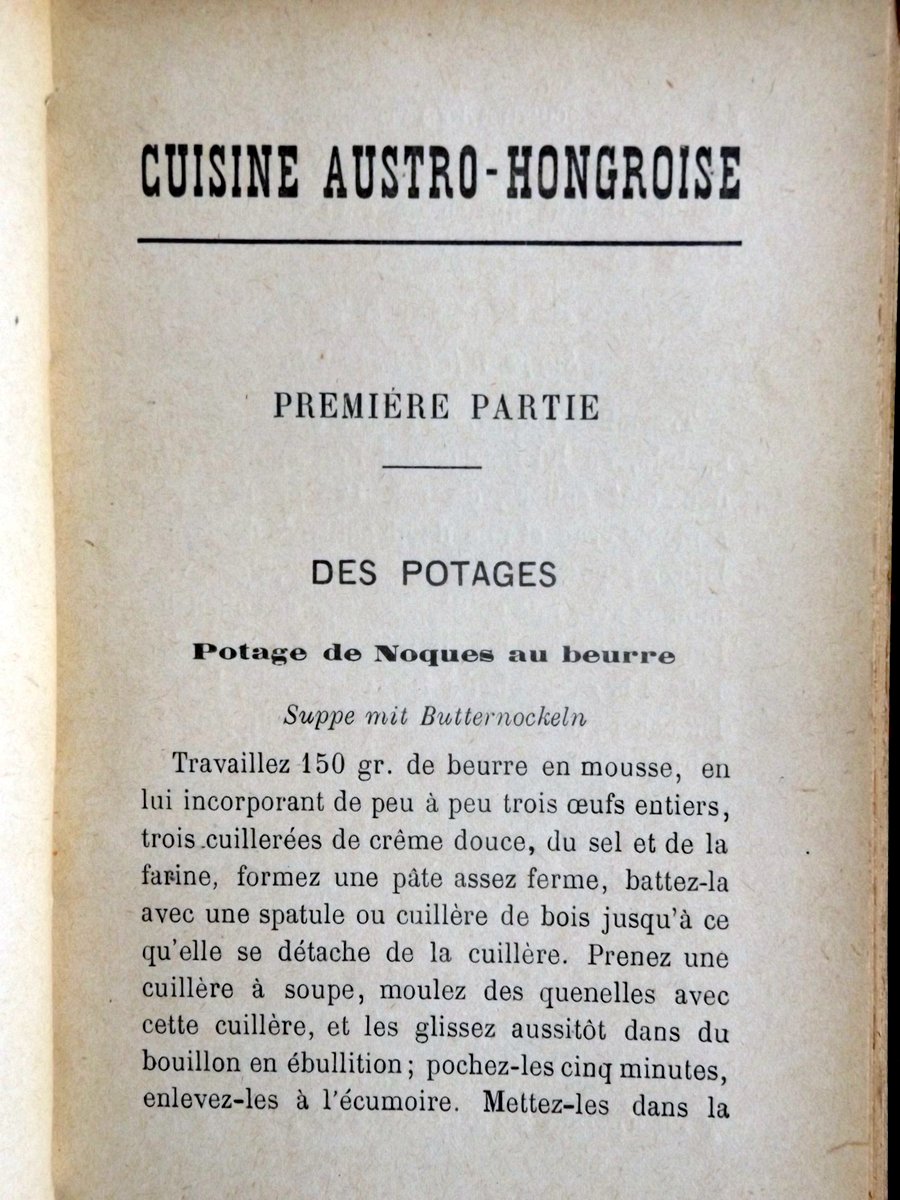 CUISINE AUSTRO-HONGROISE
PREMIÉRE PARTIE
DES POTAGES
Potage de Noques au beurre
Suppe mit Butternockeln
Travaillez 150 gr. de beurre en mousse, en
lui incorporant de peu à peu trois œufs entiers,
trois cuillerées de crême douce, du sel et de la
farine, formez une pâte assez ferme, battez-la
avec une spatule ou cuillère de bois jusqu'à ce
qu'elle se détache de la cuillère. Prenez une
cuillère à soupe, moulez des quenelles avec
cette cuillère, et les glissez aussitôt dans du
bouillon en ébullition ; pochez-les cinq minutes,
enlevez-les à l'écumoire. Mettez-les dans la